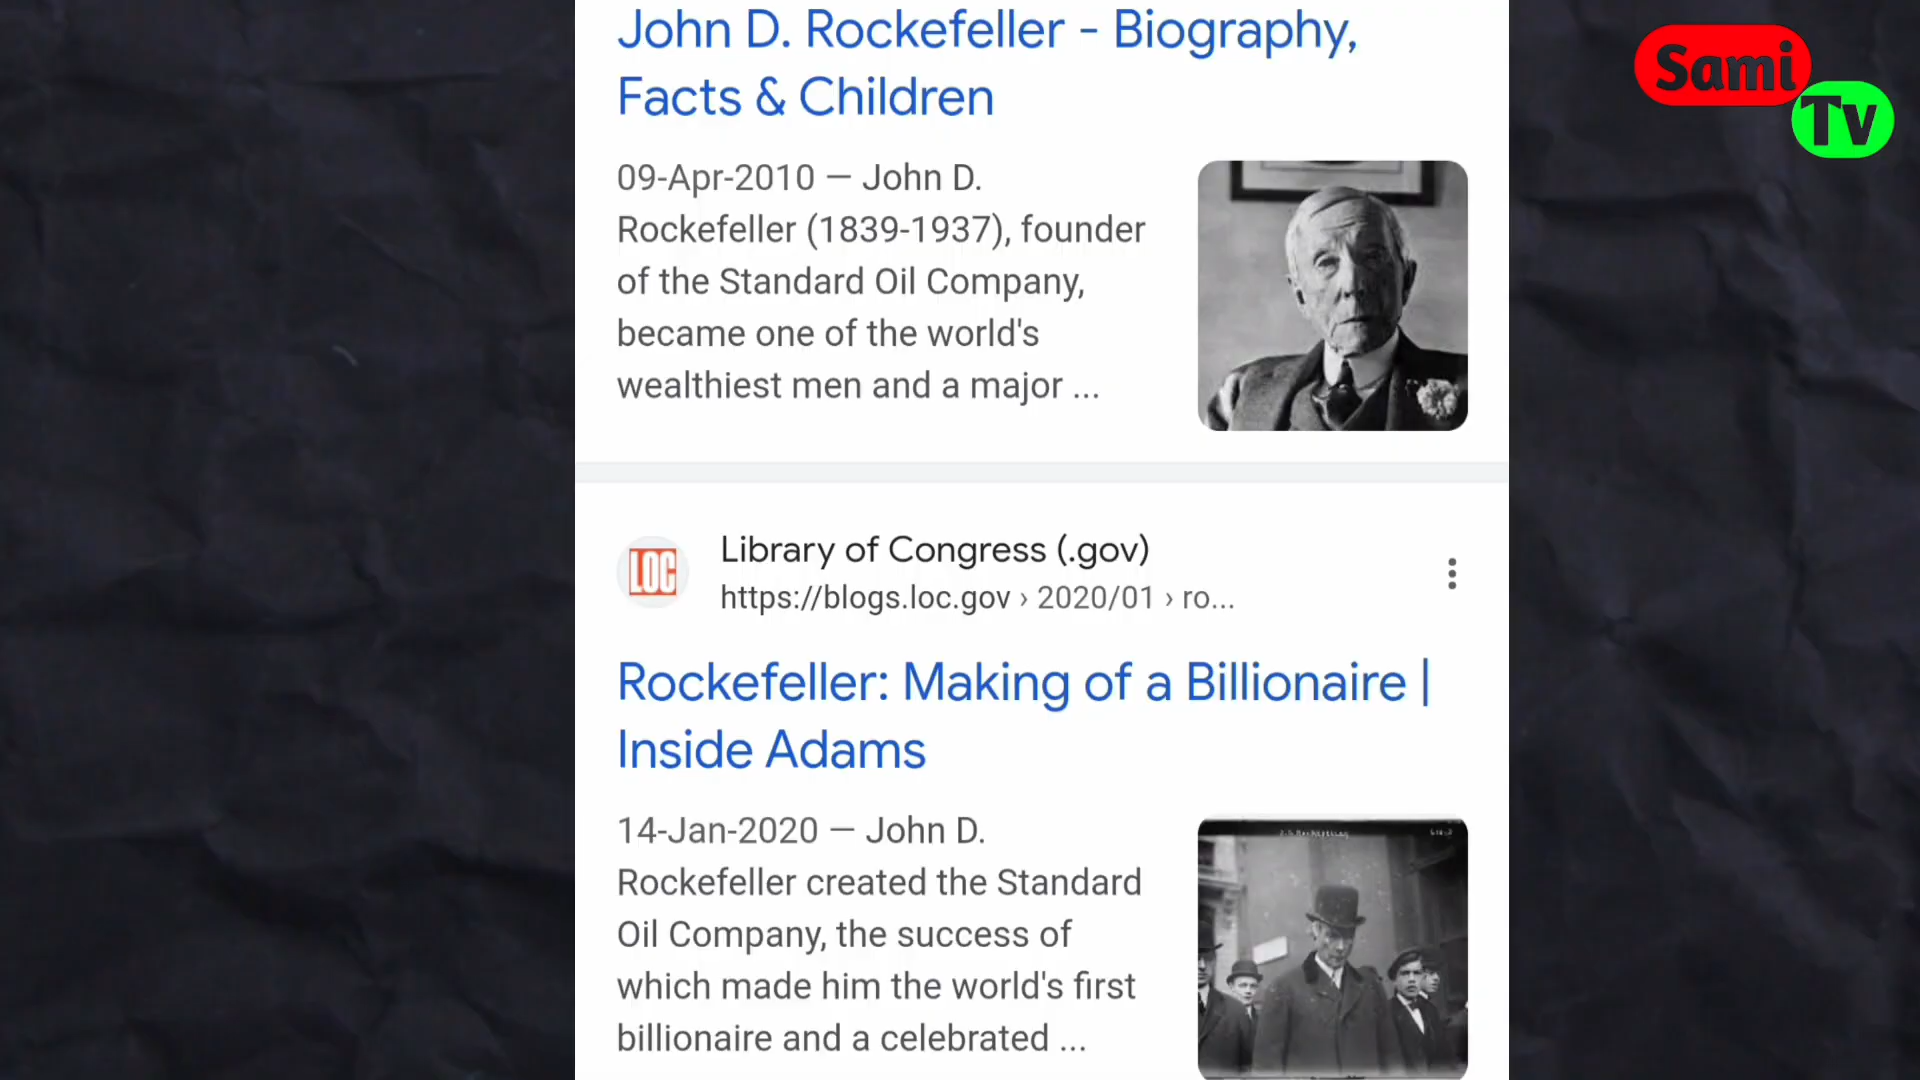 John D. Rockefeller - Biography,
Facts & Children
09-Apr-2010 — John D.
Rockefeller (1839-1937), founder
of the Standard Oil Company,
became one of the world's
wealthiest men and a major ...
LOC
Library of Congress (.gov)
https://blogs.loc.gov › 2020/01 › ro...
Rockefeller: Making of a Billionaire |
Inside Adams
14-Jan-2020 — John D.
Rockefeller created the Standard
Oil Company, the success of
which made him the world's first
billionaire and a celebrated ...
Sami
Tv